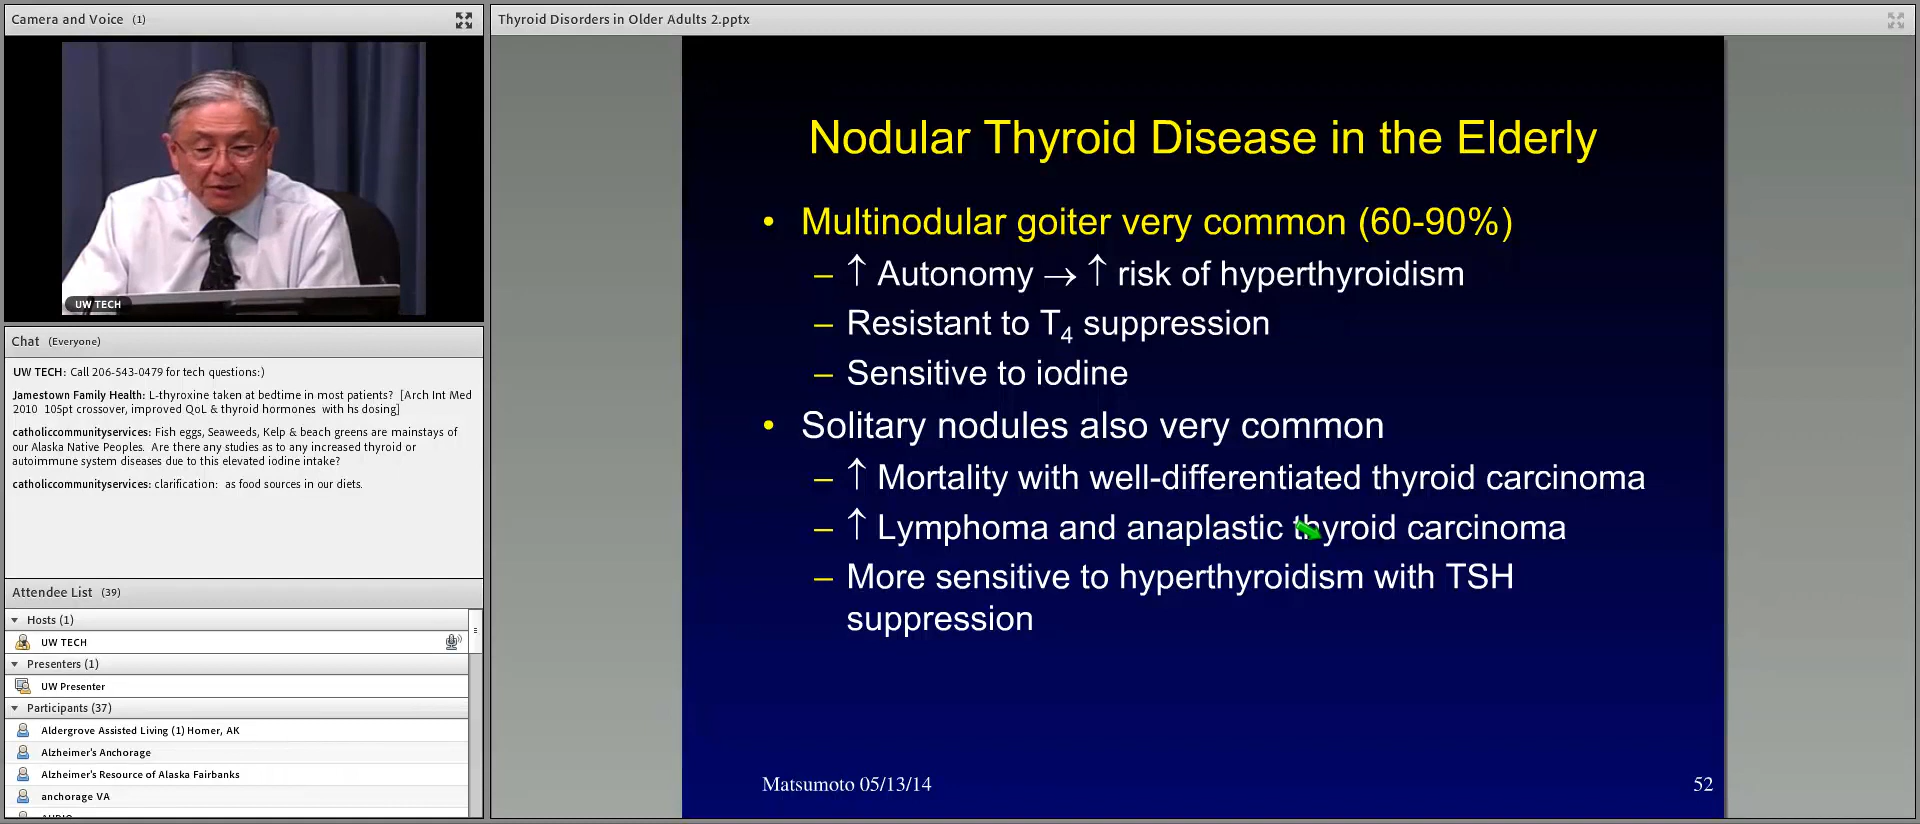 Camera and Voice (1)
UW TECH
Chat (Everyone)
UW TECH: Call 206-543-0479 for tech questions:)
Jamestown Family Health: L-thyroxine taken at bedtime in most patients? [Arch Int Med
2010 105pt crossover, improved QoL & thyroid hormones with hs dosing]
catholiccommunityservices: Fish eggs, Seaweeds, Kelp & beach greens are mainstays of
our Alaska Native Peoples. Are there any studies as to any increased thyroid or
autoimmune system diseases due to this elevated iodine intake?
catholiccommunityservices: clarification: as food sources in our diets.
Attendee List (39)
Hosts (1)
UW TECH
Presenters (1)
UW Presenter
Participants (37)
Aldergrove Assisted Living (1) Homer, AK
Alzheimer's Anchorage
Alzheimer's Resource of Alaska Fairbanks
anchorage VA
Thyroid Disorders in Older Adults 2.pptx
Nodular Thyroid Disease in the Elderly
• Multinodular goiter very common (60-90%)
– ↑ Autonomy → ↑ risk of hyperthyroidism
– Resistant to T4 suppression
– Sensitive to iodine
• Solitary nodules also very common
– ↑ Mortality with well-differentiated thyroid carcinoma
– ↑ Lymphoma and anaplastic thyroid carcinoma
– More sensitive to hyperthyroidism with TSH
suppression
Matsumoto 05/13/14
52